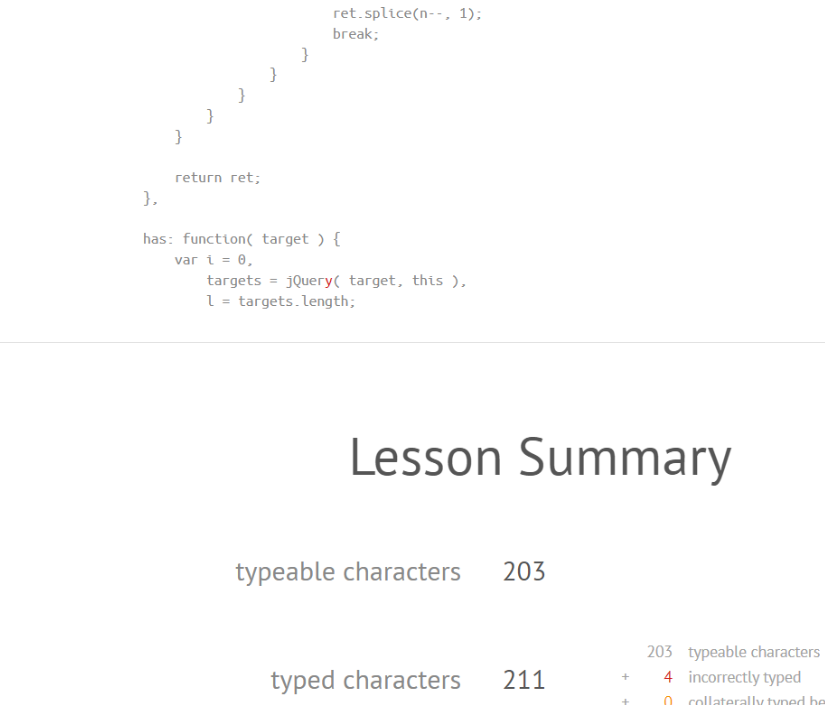 ret.splice(n--, 1);
break;
}
}
}
}
}
return ret;
},
has: function( target ) {
var i = 0,
targets = jQuery( target, this ),
l = targets.length;
Lesson Summary
typeable characters 203
203 typeable characters
typed characters 211
+ 4 incorrectly typed
+ 0 collaterally typed be